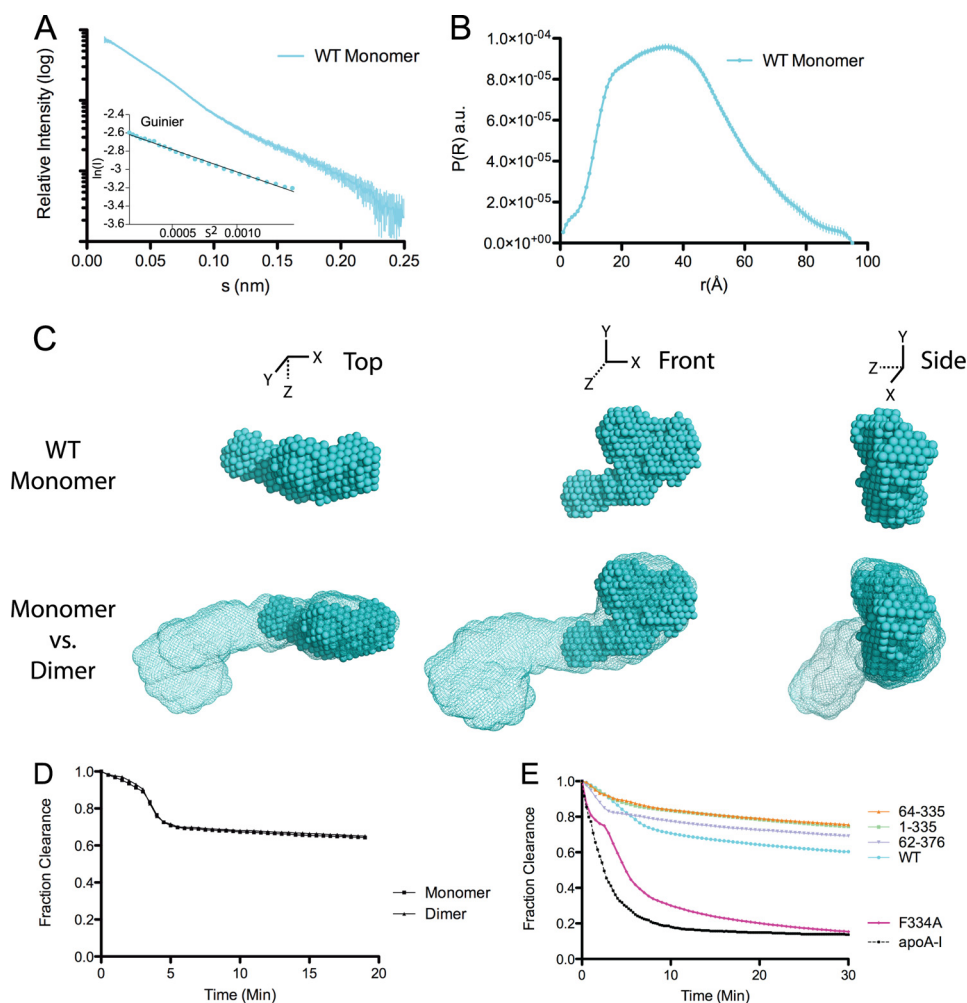 A
Relative Intensity (log)
WT Monomer
Guinier
ln(I)
-2.4
-2.6
-2.8
-3
-3.2
-3.4
-3.6
0.0005
s²
0.0010
0.00
0.05
0.10
0.15
0.20
0.25
s (nm)
B
P(R) a.u.
WT Monomer
1.0×10⁻⁰⁴
8.0×10⁻⁰⁵
6.0×10⁻⁰⁵
4.0×10⁻⁰⁵
2.0×10⁻⁰⁵
0.0×10⁺⁰⁰
0
20
40
60
80
100
r(Å)
C
X
Y
Z
Top
Y
X
Z
Front
Y
Z
X
Side
WT
Monomer
Monomer
vs.
Dimer
D
Fraction Clearance
1.0
0.8
0.6
0.4
0.2
0.0
0
5
10
15
20
Time (Min)
Monomer
Dimer
E
Fraction Clearance
1.0
0.8
0.6
0.4
0.2
0.0
0
10
20
30
Time (Min)
64-335
1-335
62-376
WT
F334A
apoA-I